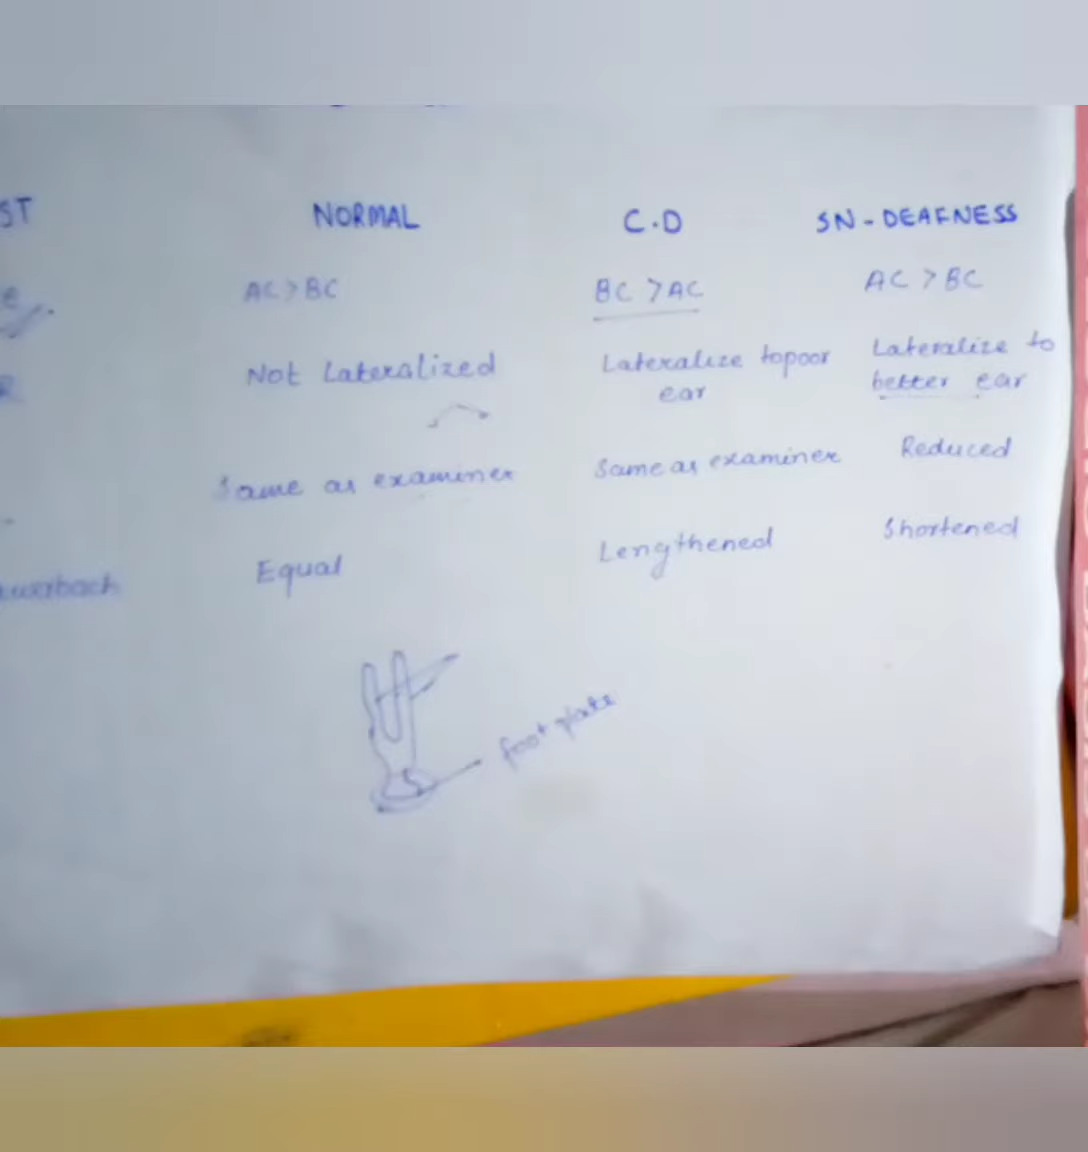 ST NORMAL C.D SN-DEAFNESS
e AC > BC BC > AC AC > BC
R Not Lateralized Lateralize to poor ear Lateralize to better ear
Same as examiner Same as examiner Reduced
Equal Lengthened Shortened
foot plate